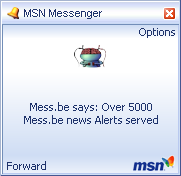 MSN Messenger
Options
Mess.be says: Over 5000
Mess.be news Alerts served
Forward
msn